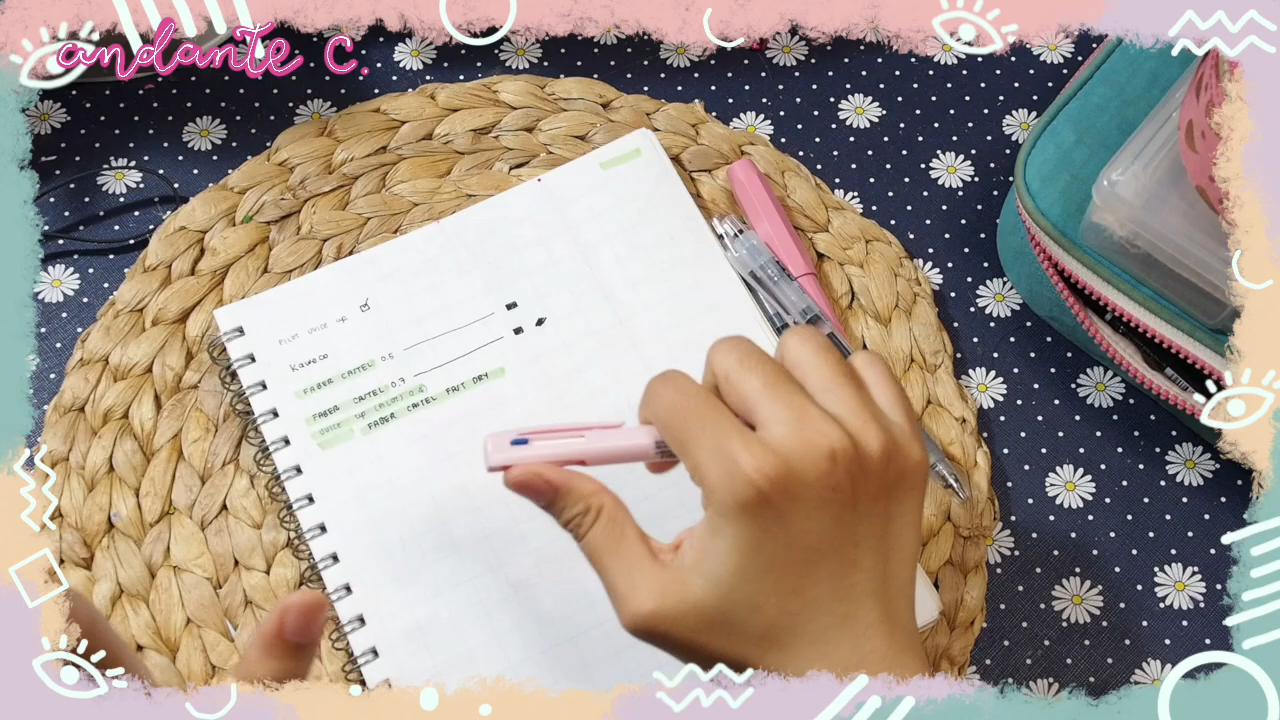 andante c.
PILOT JUICE UP
Kaweco
FABER CASTEL 0.5
FABER CASTEL 0.7
JUICE UP (PILOT) 0.4
FABER CASTEL FAST DRY